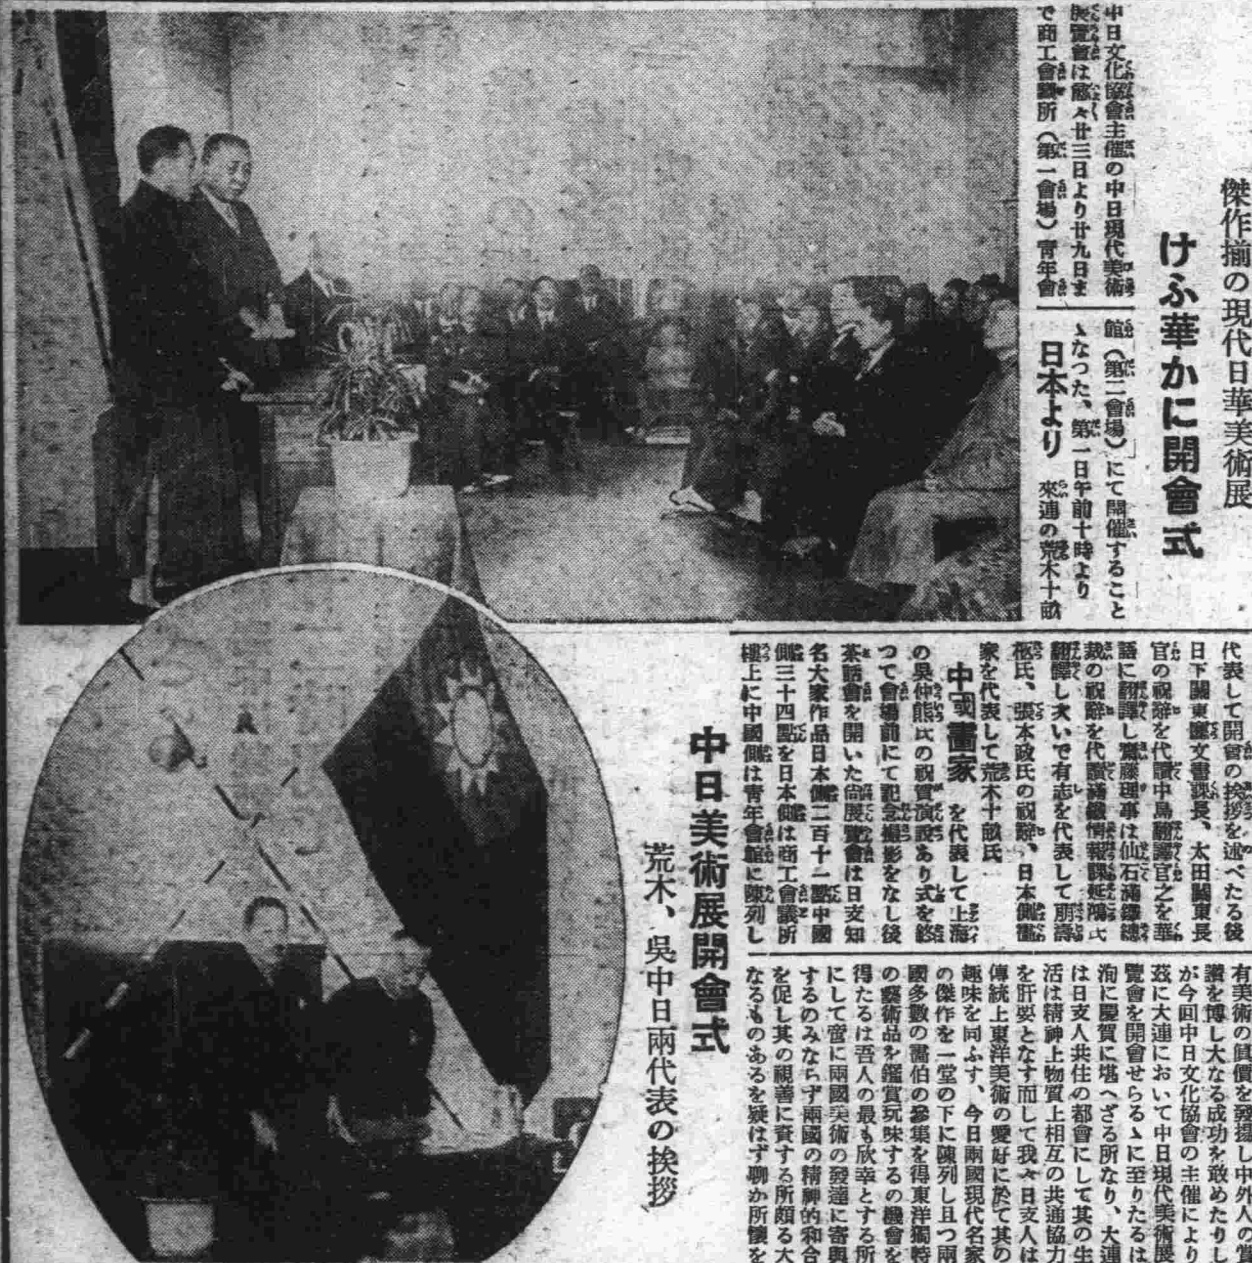 傑作揃の現代日華美術展
けふ華かに開會式
中日文化協會主催の中日現代美術
展覽會は愈々廿三日より廿九日ま
で商工會議所（第一會場）青年會
館（第二會場）にて開催すること
ゝなつた、第一日午前十時より
日本より 來連の荒木十畝
代表して開會の挨拶を述べたる後
日下關東廳文書課長、太田關東長
官の祝辭を代讀中島飜譯官之を華
語に飜譯し齋藤理事は仙石滿鐵總
裁の祝辭を代讀滿鐵情報課
飜譯し次いで有志を代表して
氏、張本政氏の祝辭、日本側畫
家を代表して荒木十畝氏
中國畫家 を代表して上海
の吳仲熊氏の祝賀演說あり式を終
つて會場前にて記念撮影をなし後
茶話會を開いた尙展覽會は日支知
名大家作品日本側二百十一點中國
側三十四點を日本側は商工會議所
樓上に中國側は青年會館に陳列し
中日美術展開會式
荒木、吳中日兩代表の挨拶
有美術の眞價を發揚し中外人の賞
讚を博し大なる成功を敢めたりし
が今回中日文化協會の主催により
茲に大連において中日現代美術展
覽會を開會せらるゝに至りたるは
洵に慶賀に堪へざる所なり、大連
は日支人共住の都會にして其の生
活は精神上物質上相互の共通協力
を肝要となす而して我々日支人は
傳統上東洋美術の愛好に於て其の
趣味を同ふす、今日兩國現代名家
の傑作を一堂の下に陳列し且つ兩
國多數の畫伯の參集を得東洋獨特
の藝術品を鑑賞玩味するの機會を
得たるは吾人の最も欣幸とする所
にして啻に兩國美術の發達に寄與
するのみならず兩國の精神的和合
を促し其の親善に資する所頗る大
なるものあるを疑はず聊か所懷を